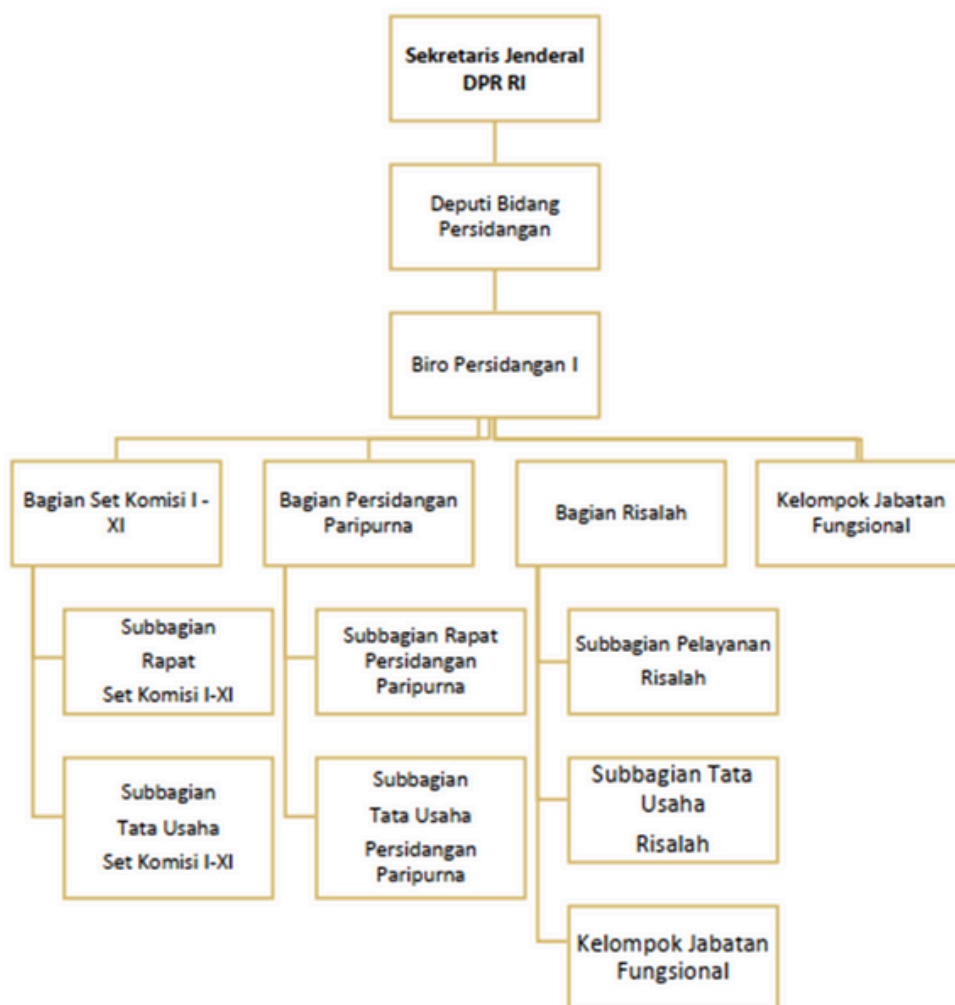 Sekretaris Jenderal
DPR RI
Deputi Bidang
Persidangan
Biro Persidangan I
Bagian Set Komisi I -
XI
Bagian Persidangan
Paripurna
Bagian Risalah
Kelompok Jabatan
Fungsional
Subbagian
Rapat
Set Komisi I-XI
Subbagian Rapat
Persidangan
Paripurna
Subbagian Pelayanan
Risalah
Subbagian
Tata Usaha
Set Komisi I-XI
Subbagian
Tata Usaha
Persidangan
Paripurna
Subbagian Tata
Usaha
Risalah
Kelompok Jabatan
Fungsional